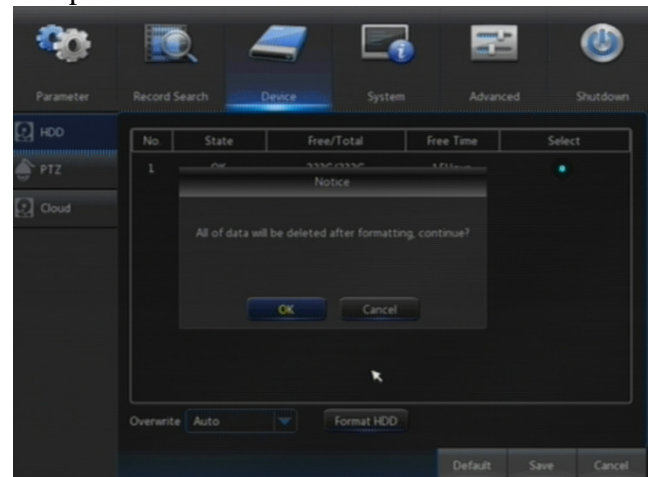 Parameter Record Search Device System Advanced Shutdown
HDD
PTZ
Cloud
No. State Free/Total Free Time Select
1
Notice
All of data will be deleted after formatting, continue?
OK Cancel
Overwrite Auto Format HDD
Default Save Cancel